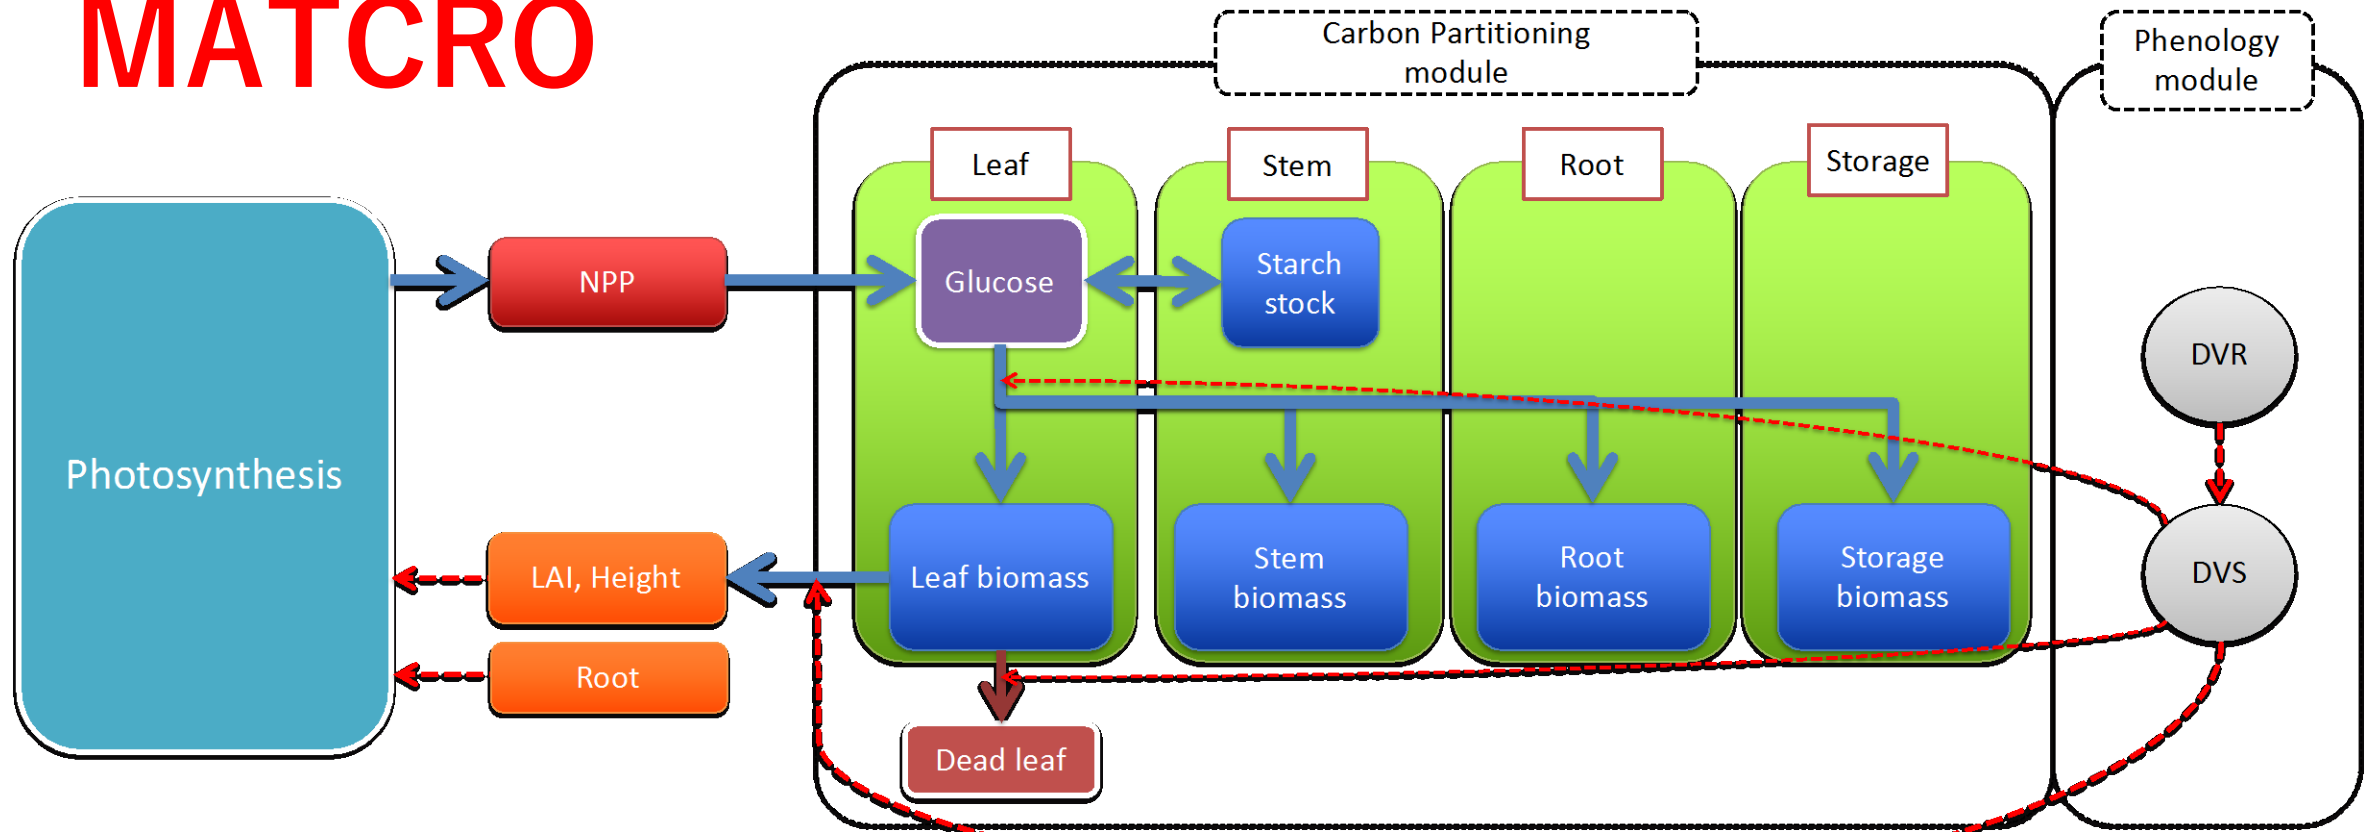 MATCRO
Carbon Partitioning
module
Phenology
module
Leaf
Stem
Root
Storage
Glucose
Starch
stock
NPP
DVR
Photosynthesis
LAI, Height
Leaf biomass
Stem
biomass
Root
biomass
Storage
biomass
DVS
Root
Dead leaf